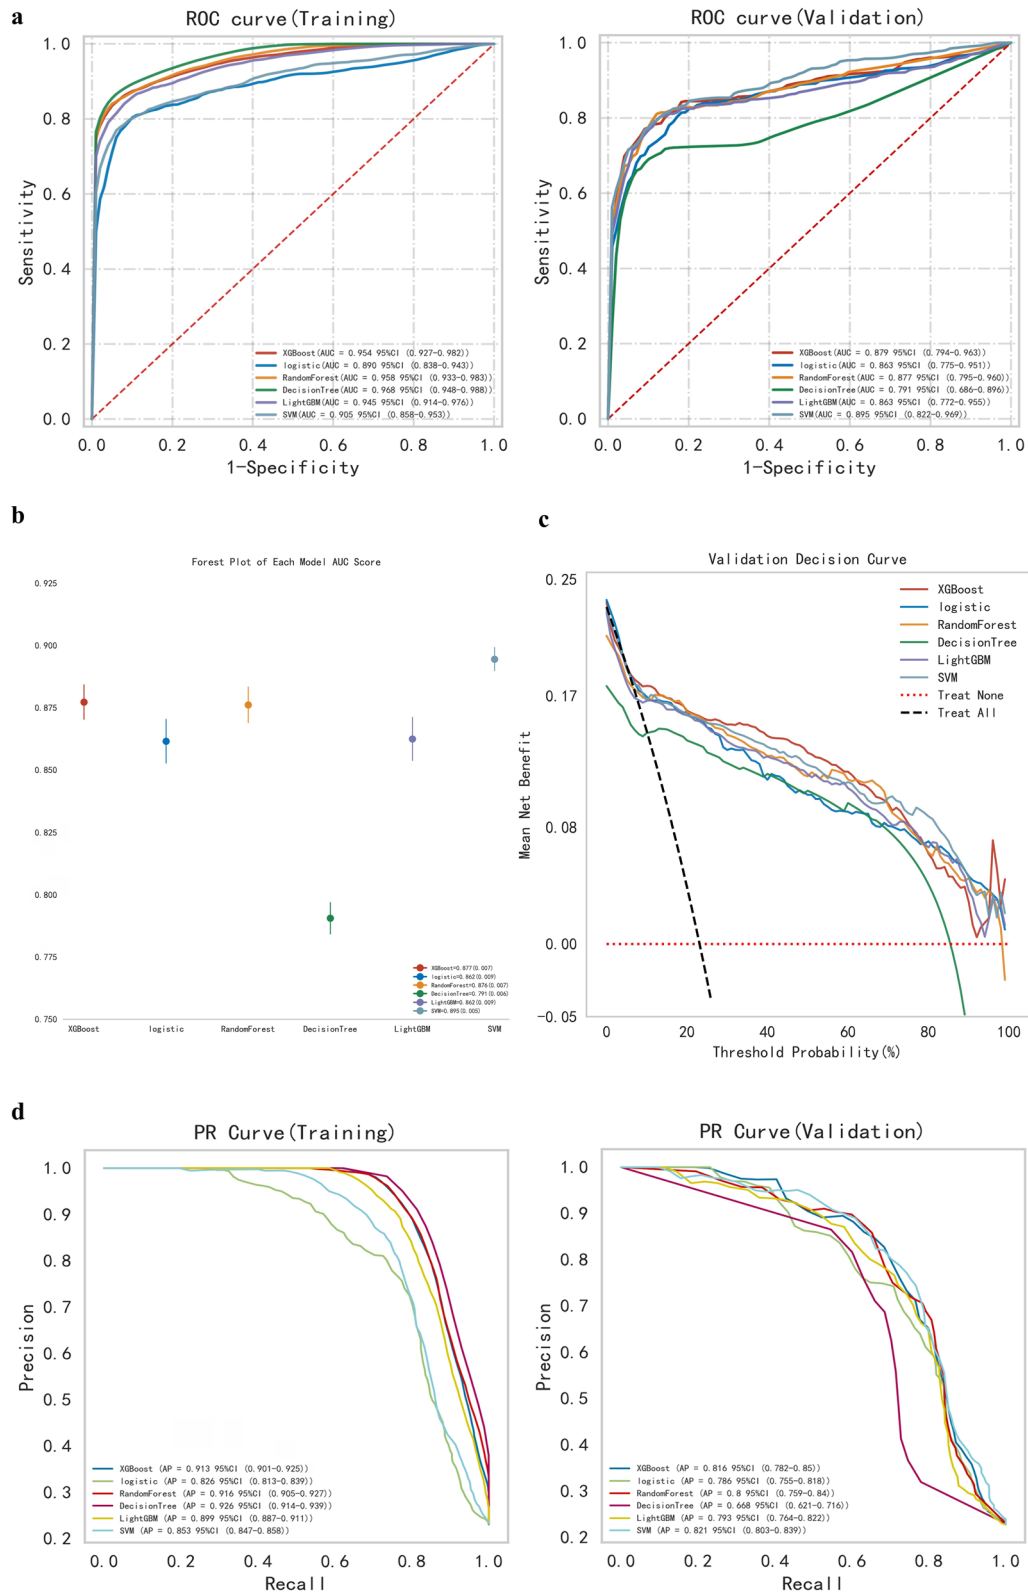 a
ROC curve(Training)
1.0
0.8
0.6
0.4
0.2
0.0
Sensitivity
XGBoost(AUC = 0.954 95%CI (0.927-0.982))
logistic(AUC = 0.890 95%CI (0.838-0.943))
RandomForest(AUC = 0.958 95%CI (0.933-0.983))
DecisionTree(AUC = 0.968 95%CI (0.948-0.988))
LightGBM(AUC = 0.945 95%CI (0.914-0.976))
SVM(AUC = 0.905 95%CI (0.858-0.953))
0.0 0.2 0.4 0.6 0.8 1.0
1-Specificity
ROC curve(Validation)
1.0
0.8
0.6
0.4
0.2
0.0
Sensitivity
XGBoost(AUC = 0.879 95%CI (0.794-0.963))
logistic(AUC = 0.863 95%CI (0.775-0.951))
RandomForest(AUC = 0.877 95%CI (0.795-0.960))
DecisionTree(AUC = 0.791 95%CI (0.686-0.896))
LightGBM(AUC = 0.863 95%CI (0.772-0.955))
SVM(AUC = 0.895 95%CI (0.822-0.969))
0.0 0.2 0.4 0.6 0.8 1.0
1-Specificity
b
Forest Plot of Each Model AUC Score
0.925
0.900
0.875
0.850
0.825
0.800
0.775
0.750
XGBoost=0.877(0.007)
logistic=0.862(0.009)
RandomForest=0.876(0.007)
DecisionTree=0.791(0.006)
LightGBM=0.862(0.009)
SVM=0.895(0.005)
XGBoost logistic RandomForest DecisionTree LightGBM SVM
c
Validation Decision Curve
0.25
0.17
0.08
0.00
-0.05
Mean Net Benefit
XGBoost
logistic
RandomForest
DecisionTree
LightGBM
SVM
Treat None
Treat All
0 20 40 60 80 100
Threshold Probability(%)
d
PR Curve(Training)
1.0
0.9
0.8
0.7
0.6
0.5
0.4
0.3
0.2
Precision
XGBoost (AP = 0.913 95%CI (0.901-0.925))
logistic (AP = 0.826 95%CI (0.813-0.839))
RandomForest (AP = 0.916 95%CI (0.905-0.927))
DecisionTree (AP = 0.926 95%CI (0.914-0.939))
LightGBM (AP = 0.899 95%CI (0.887-0.911))
SVM (AP = 0.853 95%CI (0.847-0.858))
0.0 0.2 0.4 0.6 0.8 1.0
Recall
PR Curve(Validation)
1.0
0.9
0.8
0.7
0.6
0.5
0.4
0.3
0.2
Precision
XGBoost (AP = 0.816 95%CI (0.782-0.85))
logistic (AP = 0.786 95%CI (0.755-0.818))
RandomForest (AP = 0.8 95%CI (0.759-0.84))
DecisionTree (AP = 0.668 95%CI (0.621-0.716))
LightGBM (AP = 0.793 95%CI (0.764-0.822))
SVM (AP = 0.821 95%CI (0.803-0.839))
0.0 0.2 0.4 0.6 0.8 1.0
Recall